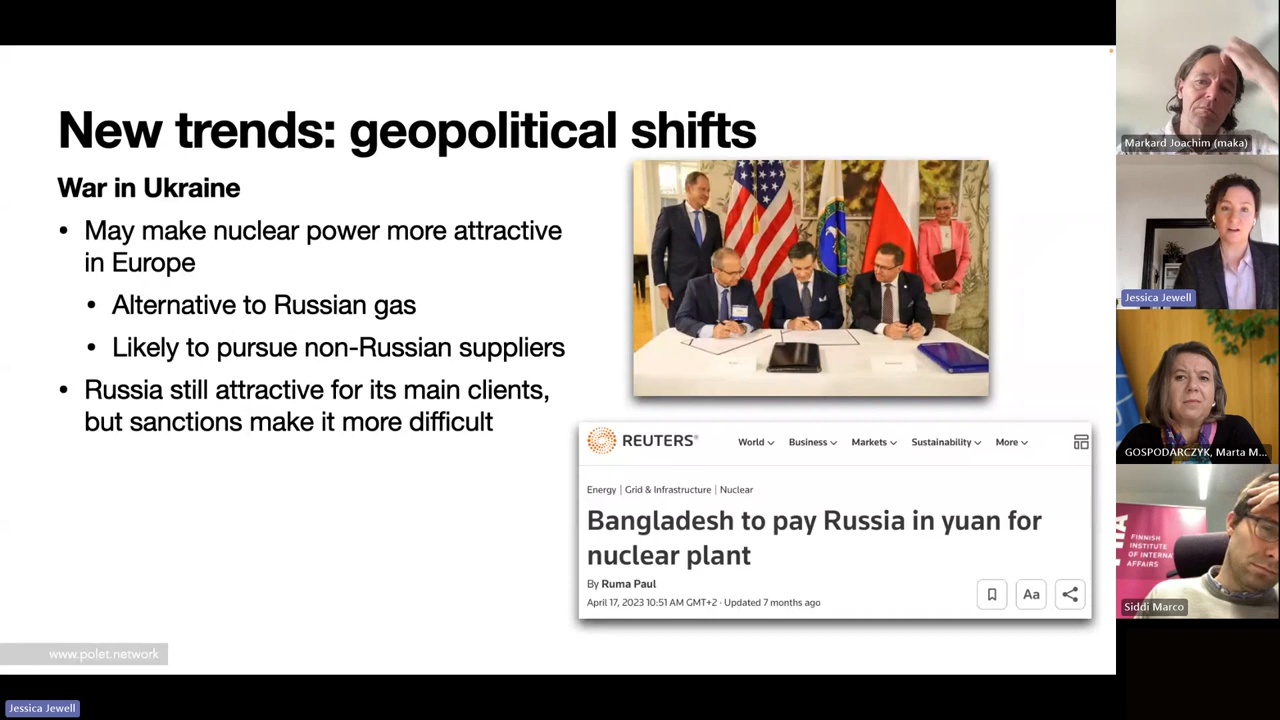 New trends: geopolitical shifts
War in Ukraine
• May make nuclear power more attractive
in Europe
• Alternative to Russian gas
• Likely to pursue non-Russian suppliers
• Russia still attractive for its main clients,
but sanctions make it more difficult
REUTERS®
World Business Markets Sustainability More
Energy | Grid & Infrastructure | Nuclear
Bangladesh to pay Russia in yuan for
nuclear plant
By Ruma Paul
April 17, 2023 10:51 AM GMT+2 · Updated 7 months ago
Aa
www.polet.network
Jessica Jewell
Markard Joachim (maka)
Jessica Jewell
GOSPODARCZYK, Marta M...
FINNISH
INSTITUTE
OF INTERNA
AFFAIRS
Siddi Marco